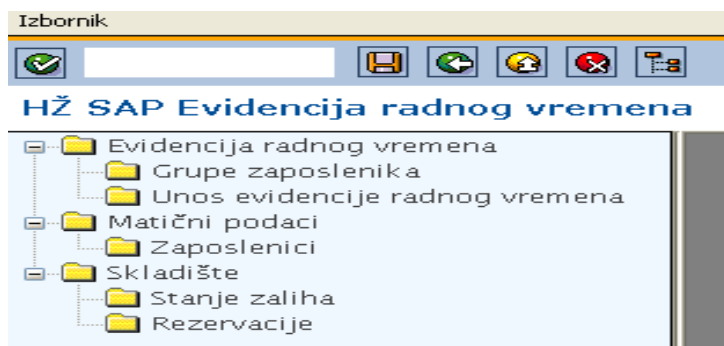 Izbornik
HŽ SAP Evidencija radnog vremena
Evidencija radnog vremena
Grupe zaposlenika
Unos evidencije radnog vremena
Matični podaci
Zaposlenici
Skladište
Stanje zaliha
Rezervacije